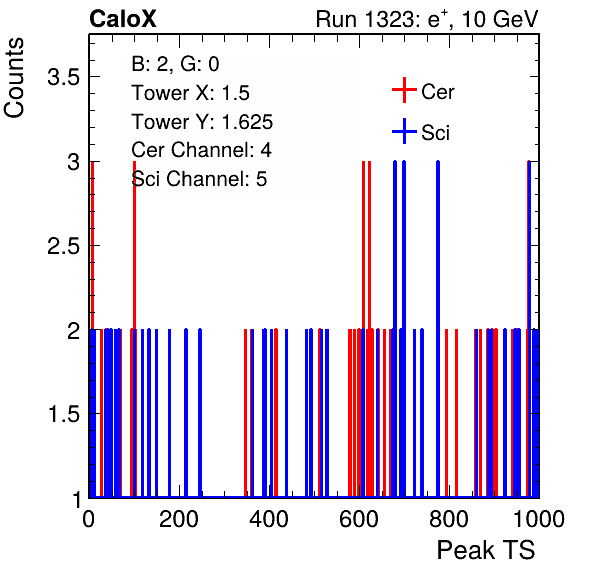 CaloX Run 1323: e+, 10 GeV
Counts
3.5
3
2.5
2
1.5
1
B: 2, G: 0
Tower X: 1.5
Tower Y: 1.625
Cer Channel: 4
Sci Channel: 5
Cer
Sci
0 200 400 600 800 1000
Peak TS